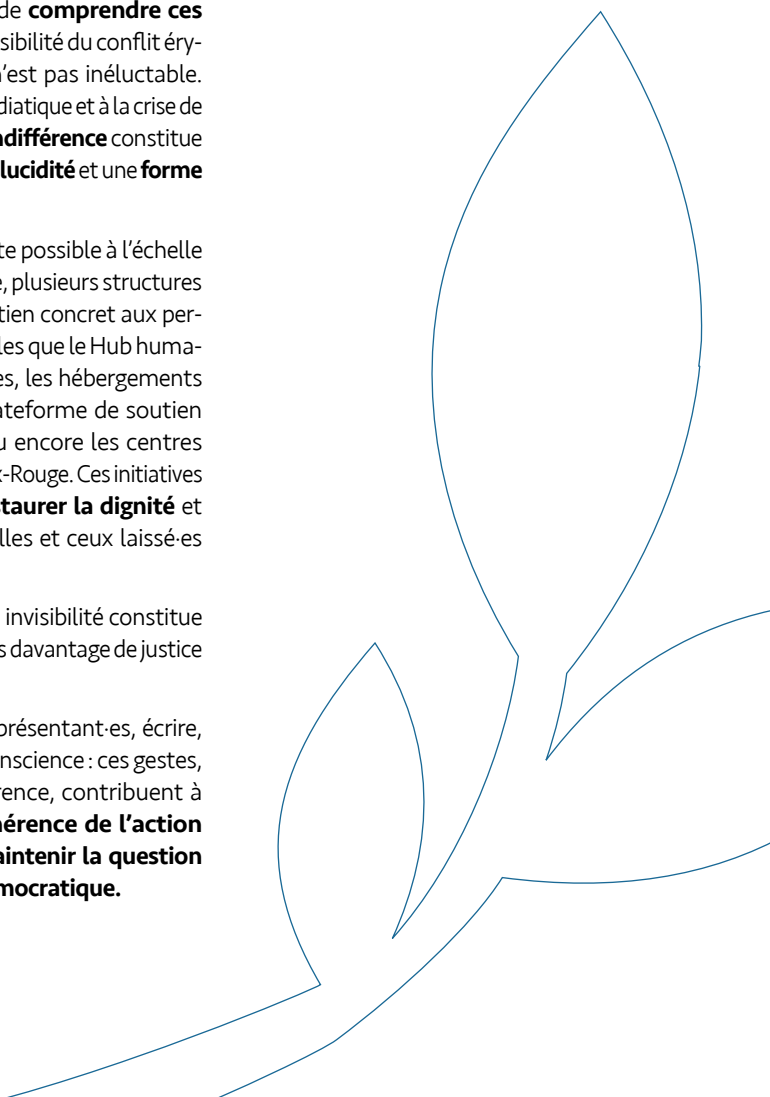 de comprendre ces
sibilité du conflit éry-
n'est pas inéluctable.
diatique et à la crise de
ndifférence constitue
lucidité et une forme
te possible à l'échelle
e, plusieurs structures
tien concret aux per-
les que le Hub huma-
es, les hébergements
ateforme de soutien
u encore les centres
x-Rouge. Ces initiatives
taurer la dignité et
lles et ceux laissé·es
invisibilité constitue
s davantage de justice
présentant·es, écrire,
nscience : ces gestes,
rence, contribuent à
hérence de l'action
aintenir la question
mocratique.